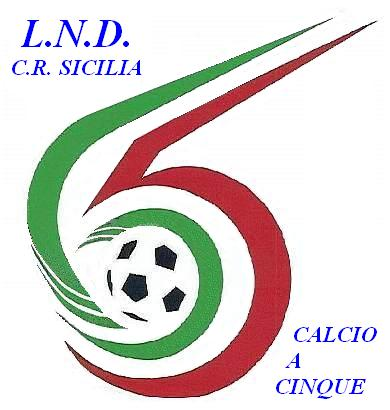 L.N.D.
C.R. SICILIA
CALCIO
A
CINQUE